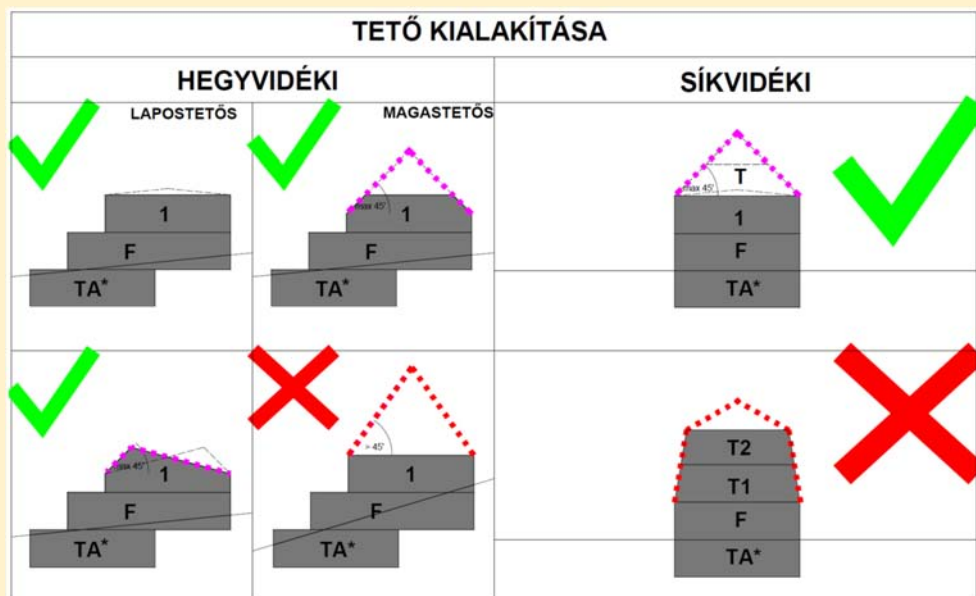 TETŐ KIALAKÍTÁSA
HEGYVIDÉKI
SÍKVIDÉKI
LAPOSTETŐS
MAGASTETŐS
1
F
TA*
max 45'
1
F
TA*
T
max 45'
1
F
TA*
max 45'
1
F
TA*
> 45'
1
F
TA*
T2
T1
F
TA*